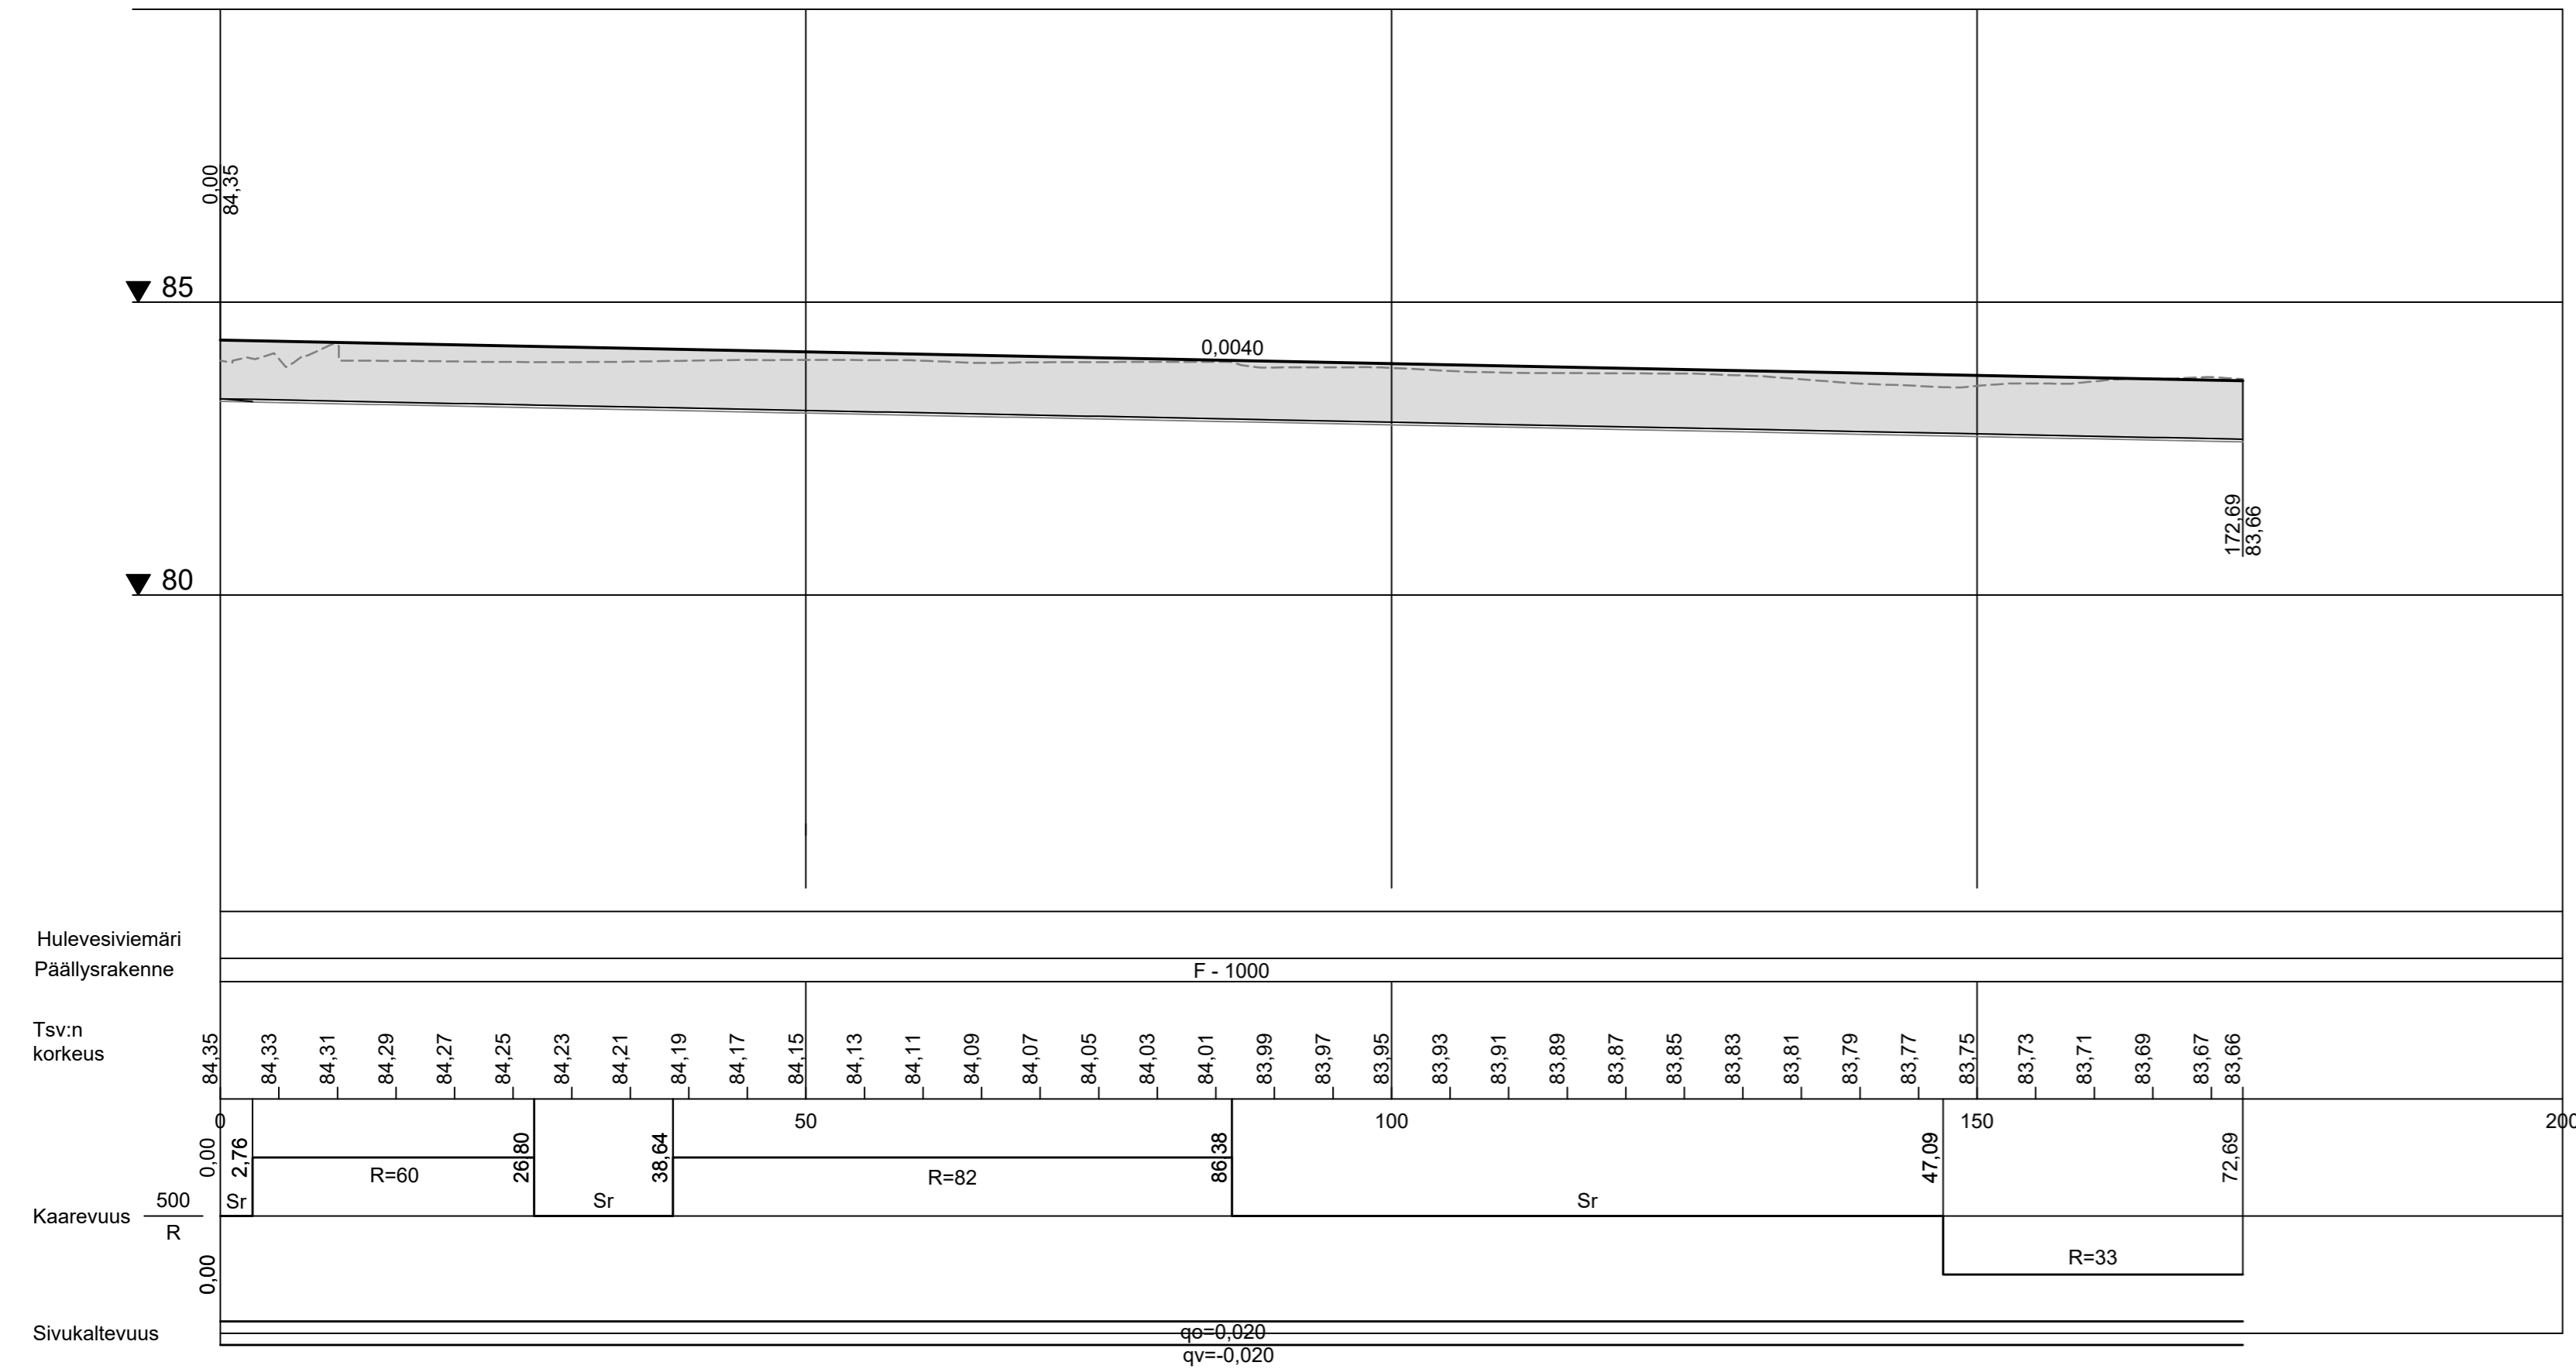 0,00
84,35
85
0,0040
172,69
83,66
80
Hulevesiviemäri
Päällysrakenne
F - 1000
Tsv:n
korkeus
84,35 84,33 84,31 84,29 84,27 84,25 84,23 84,21 84,19 84,17 84,15 84,13 84,11 84,09 84,07 84,05 84,03 84,01 83,99 83,97 83,95 83,93 83,91 83,89 83,87 83,85 83,83 83,81 83,79 83,77 83,75 83,73 83,71 83,69 83,67 83,66
0 50 100 150 200
0,00 2,76 26,80 38,64 86,38 47,09 72,69
R=60 R=82
Kaarevuus 500
R
Sr Sr Sr
0,00
R=33
Sivukaltevuus
qo=0,020
qv=-0,020